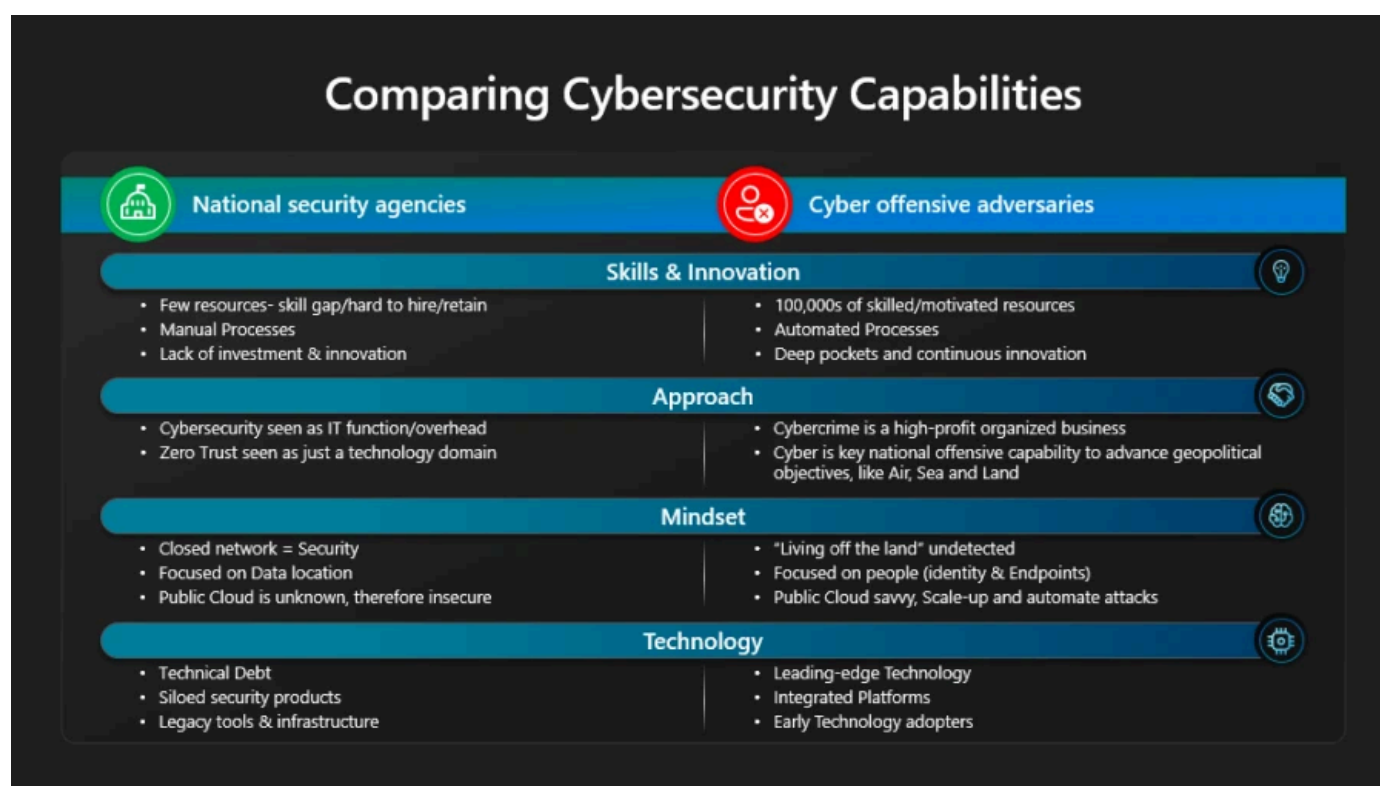 Comparing Cybersecurity Capabilities
National security agencies
Cyber offensive adversaries
Skills & Innovation
• Few resources- skill gap/hard to hire/retain
• Manual Processes
• Lack of investment & innovation
• 100,000s of skilled/motivated resources
• Automated Processes
• Deep pockets and continuous innovation
Approach
• Cybersecurity seen as IT function/overhead
• Zero Trust seen as just a technology domain
• Cybercrime is a high-profit organized business
• Cyber is key national offensive capability to advance geopolitical
objectives, like Air, Sea and Land
Mindset
• Closed network = Security
• Focused on Data location
• Public Cloud is unknown, therefore insecure
• "Living off the land" undetected
• Focused on people (identity & Endpoints)
• Public Cloud savvy, Scale-up and automate attacks
Technology
• Technical Debt
• Siloed security products
• Legacy tools & infrastructure
• Leading-edge Technology
• Integrated Platforms
• Early Technology adopters